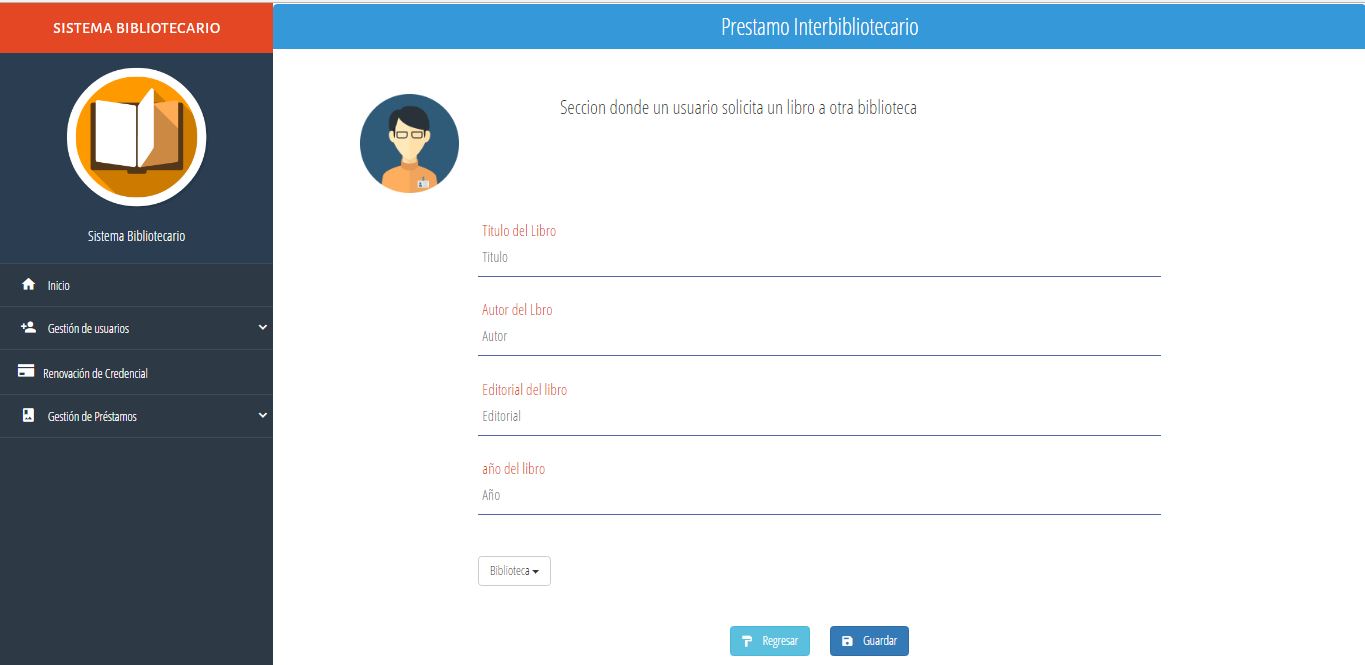 SISTEMA BIBLIOTECARIO
Prestamo Interbibliotecario
Sistema Bibliotecario
Inicio
Gestión de usuarios
Renovación de Credencial
Gestión de Préstamos
Seccion donde un usuario solicita un libro a otra biblioteca
Titulo del Libro
Titulo
Autor del Lbro
Autor
Editorial del libro
Editorial
año del libro
Año
Biblioteca
Regresar
Guardar